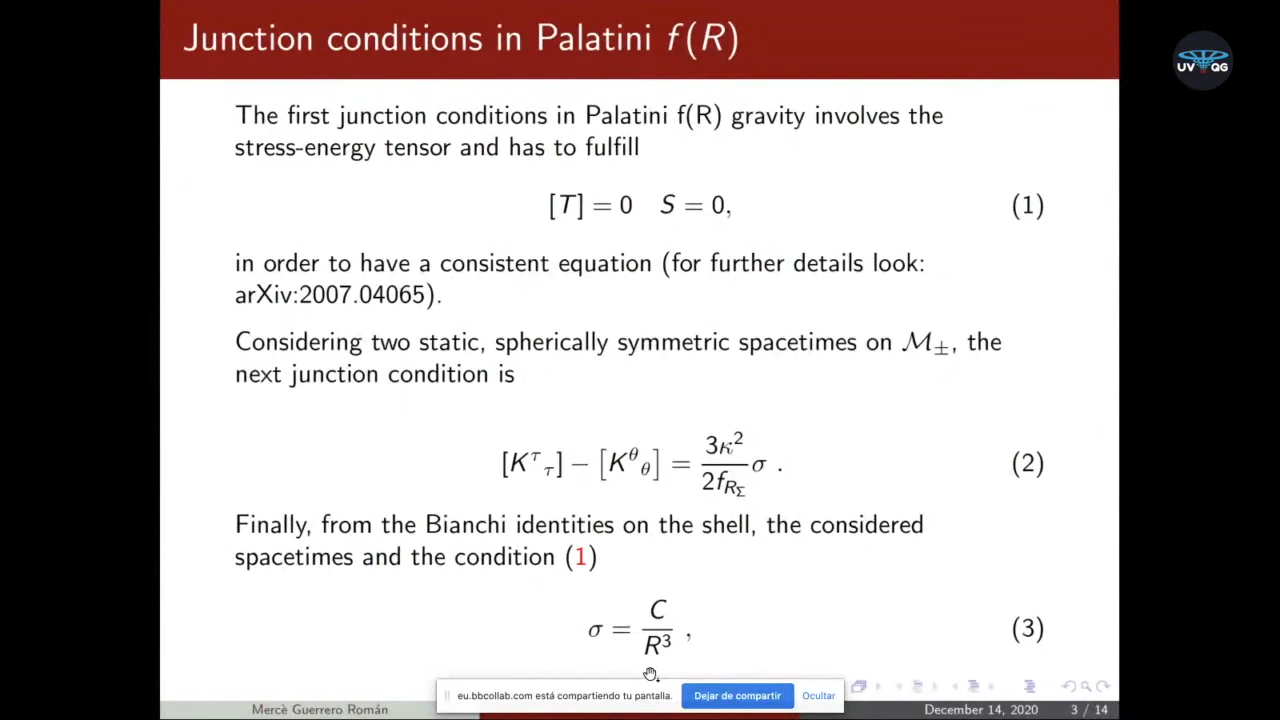 Junction conditions in Palatini f(R)
UV QG
The first junction conditions in Palatini f(R) gravity involves the
stress-energy tensor and has to fulfill
[T] = 0 S = 0, (1)
in order to have a consistent equation (for further details look:
arXiv:2007.04065).
Considering two static, spherically symmetric spacetimes on ℳ±, the
next junction condition is
[K^τ_τ] − [K^θ_θ] = 3κ²/2f_{R_Σ} σ . (2)
Finally, from the Bianchi identities on the shell, the considered
spacetimes and the condition (1)
σ = C/R³ , (3)
eu.bbcollab.com está compartiendo tu pantalla. Dejar de compartir Ocultar
Mercè Guerrero Román December 14, 2020 3 / 14